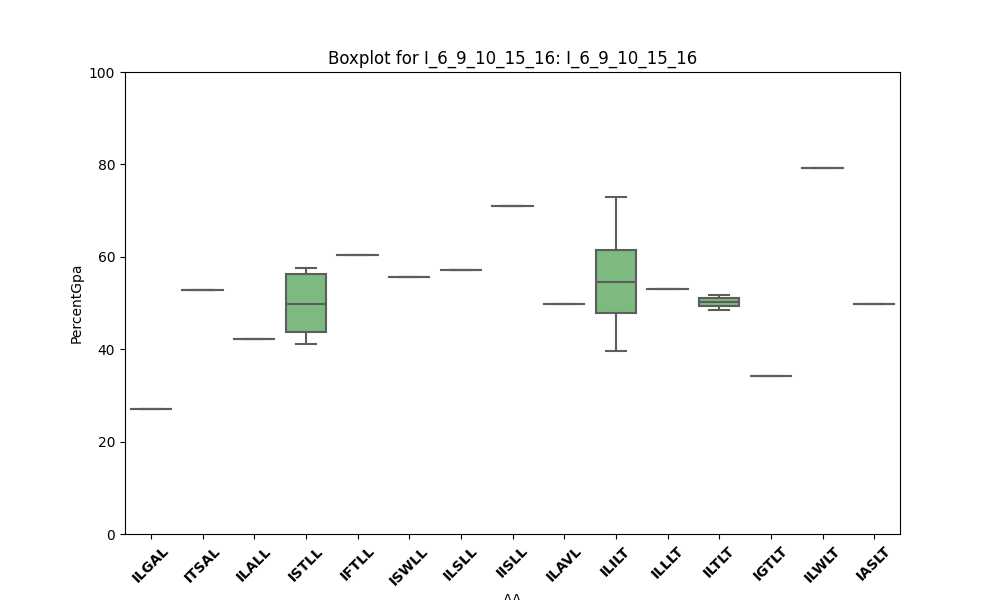 Boxplot for I_6_9_10_15_16: I_6_9_10_15_16
100
80
60
40
20
0
PercentGpa
ILGAL ITSAL ILALL ISTLL IFTLL ISWLL ILSLL IISLL ILAVL ILILT ILLLT ILTLT IGTLT ILWLT IASLT
AA